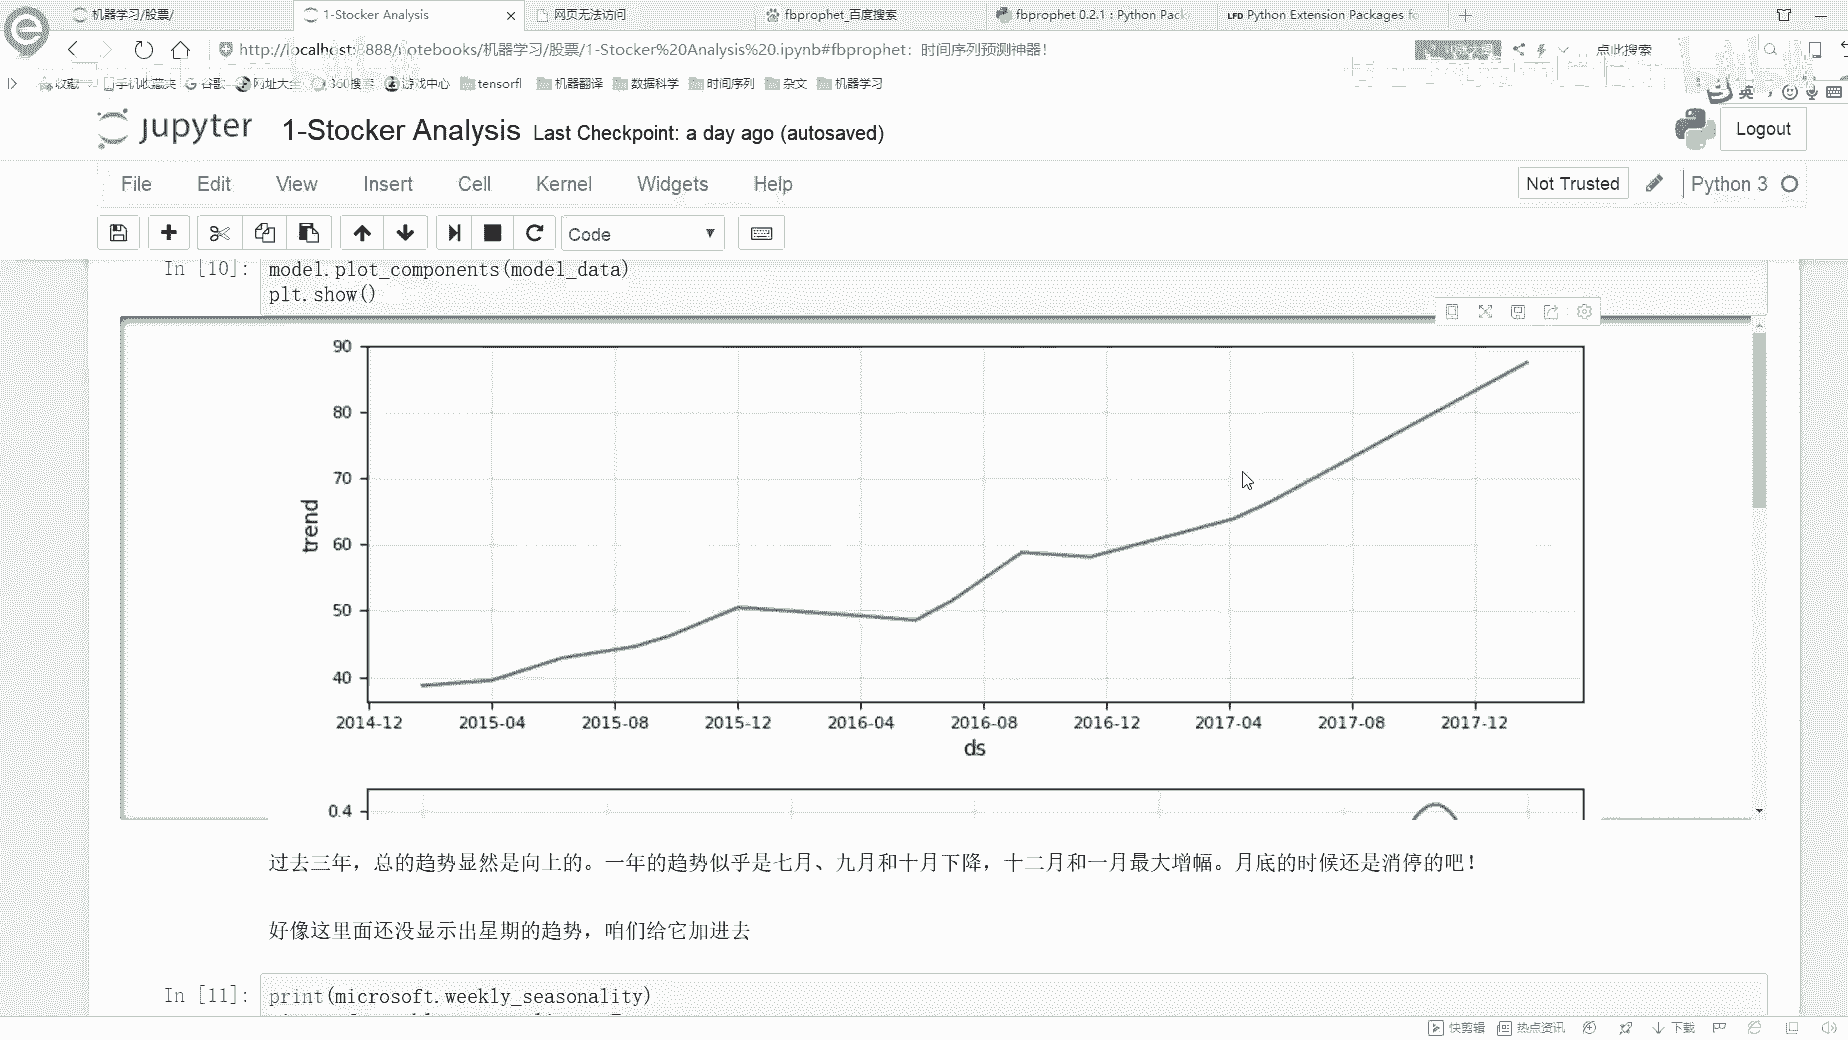 机器学习/股票/
1-Stocker Analysis
网页无法访问
fbprophet_百度搜索
fbprophet 0.2.1 : Python Pack
LFD Python Extension Packages fo
http://localhost:8888/notebooks/机器学习/股票/1-Stocker%20Analysis%20.ipynb#fbprophet：时间序列预测神器！
点此搜索
收藏 手机收藏夹 谷歌 网址大全 360搜索 游戏中心 tensorfl 机器翻译 数据科学 时间序列 杂文 机器学习
英
jupyter 1-Stocker Analysis Last Checkpoint: a day ago (autosaved)
Logout
File Edit View Insert Cell Kernel Widgets Help
Not Trusted
Python 3
Code
In [10]: model.plot_components(model_data)
plt.show()
90
80
70
60
50
40
trend
2014-12 2015-04 2015-08 2015-12 2016-04 2016-08 2016-12 2017-04 2017-08 2017-12
ds
0.4
过去三年，总的趋势显然是向上的。一年的趋势似乎是七月、九月和十月下降，十二月和一月最大增幅。月底的时候还是消停的吧！
好像这里面还没显示出星期的趋势，咱们给它加进去
In [11]: print(microsoft.weekly_seasonality)
快剪辑 热点资讯 下载